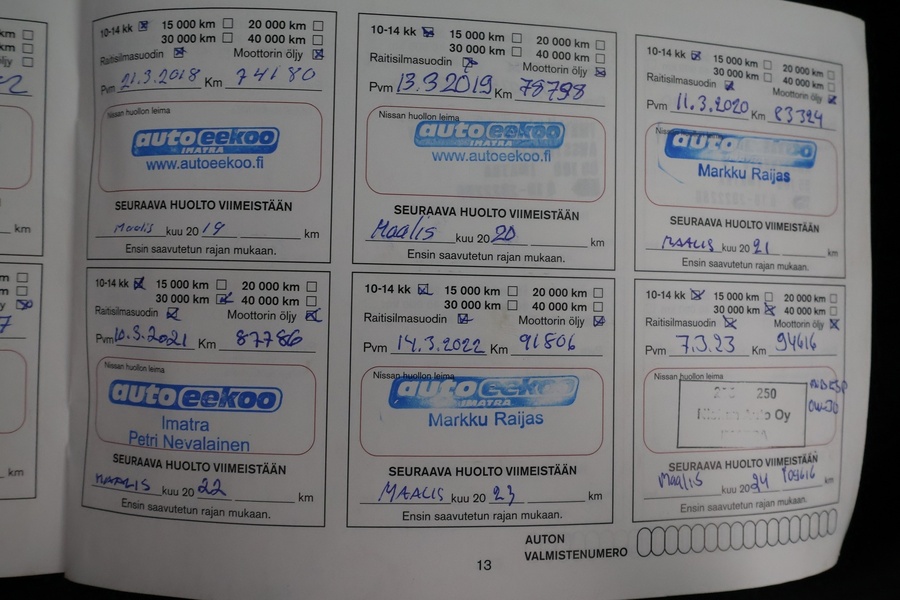 10-14 kk ☒ 15 000 km ☐ 20 000 km ☐
30 000 km ☐ 40 000 km ☐
Raitisilmasuodin ☒ Moottorin öljy ☒
Pvm 21.3.2018 Km 74180
Nissan huollon leima
autoeekoo
IMATRA
www.autoeekoo.fi
SEURAAVA HUOLTO VIIMEISTÄÄN
Maalis kuu 2019 km
Ensin saavutetun rajan mukaan.
10-14 kk ☒ 15 000 km ☐ 20 000 km ☐
30 000 km ☐ 40 000 km ☐
Raitisilmasuodin ☒ Moottorin öljy ☒
Pvm 13.3.2019 Km 78798
Nissan huollon leima
autoeekoo
IMATRA
www.autoeekoo.fi
SEURAAVA HUOLTO VIIMEISTÄÄN
Maalis kuu 2020 km
Ensin saavutetun rajan mukaan.
10-14 kk ☒ 15 000 km ☐ 20 000 km ☐
30 000 km ☐ 40 000 km ☐
Raitisilmasuodin ☒ Moottorin öljy ☒
Pvm 11.3.2020 Km 83324
Nissan huollon leima
auto
Markku Raijas
SEURAAVA HUOLTO VIIMEISTÄÄN
MAALIS kuu 2021 km
Ensin saavutetun rajan mukaan.
10-14 kk ☒ 15 000 km ☐ 20 000 km ☐
30 000 km ☒ 40 000 km ☐
Raitisilmasuodin ☒ Moottorin öljy ☒
Pvm 10.3.2021 Km 87786
Nissan huollon leima
autoeekoo
Imatra
Petri Nevalainen
SEURAAVA HUOLTO VIIMEISTÄÄN
MAALIS kuu 2022 km
Ensin saavutetun rajan mukaan.
10-14 kk ☒ 15 000 km ☐ 20 000 km ☐
30 000 km ☐ 40 000 km ☐
Raitisilmasuodin ☒ Moottorin öljy ☒
Pvm 14.3.2022 Km 91806
Nissan huollon leima
autoeekoo
IMATRA
Markku Raijas
SEURAAVA HUOLTO VIIMEISTÄÄN
MAALIS kuu 2023 km
Ensin saavutetun rajan mukaan.
10-14 kk ☒ 15 000 km ☐ 20 000 km ☐
30 000 km ☒ 40 000 km ☐
Raitisilmasuodin ☒ Moottorin öljy ☒
Pvm 7.3.23 Km 94616
Nissan huollon leima
250
Oy
SEURAAVA HUOLTO VIIMEISTÄÄN
Maalis kuu 2024 109616 km
Ensin saavutetun rajan mukaan.
AUTON
VALMISTENUMERO
13